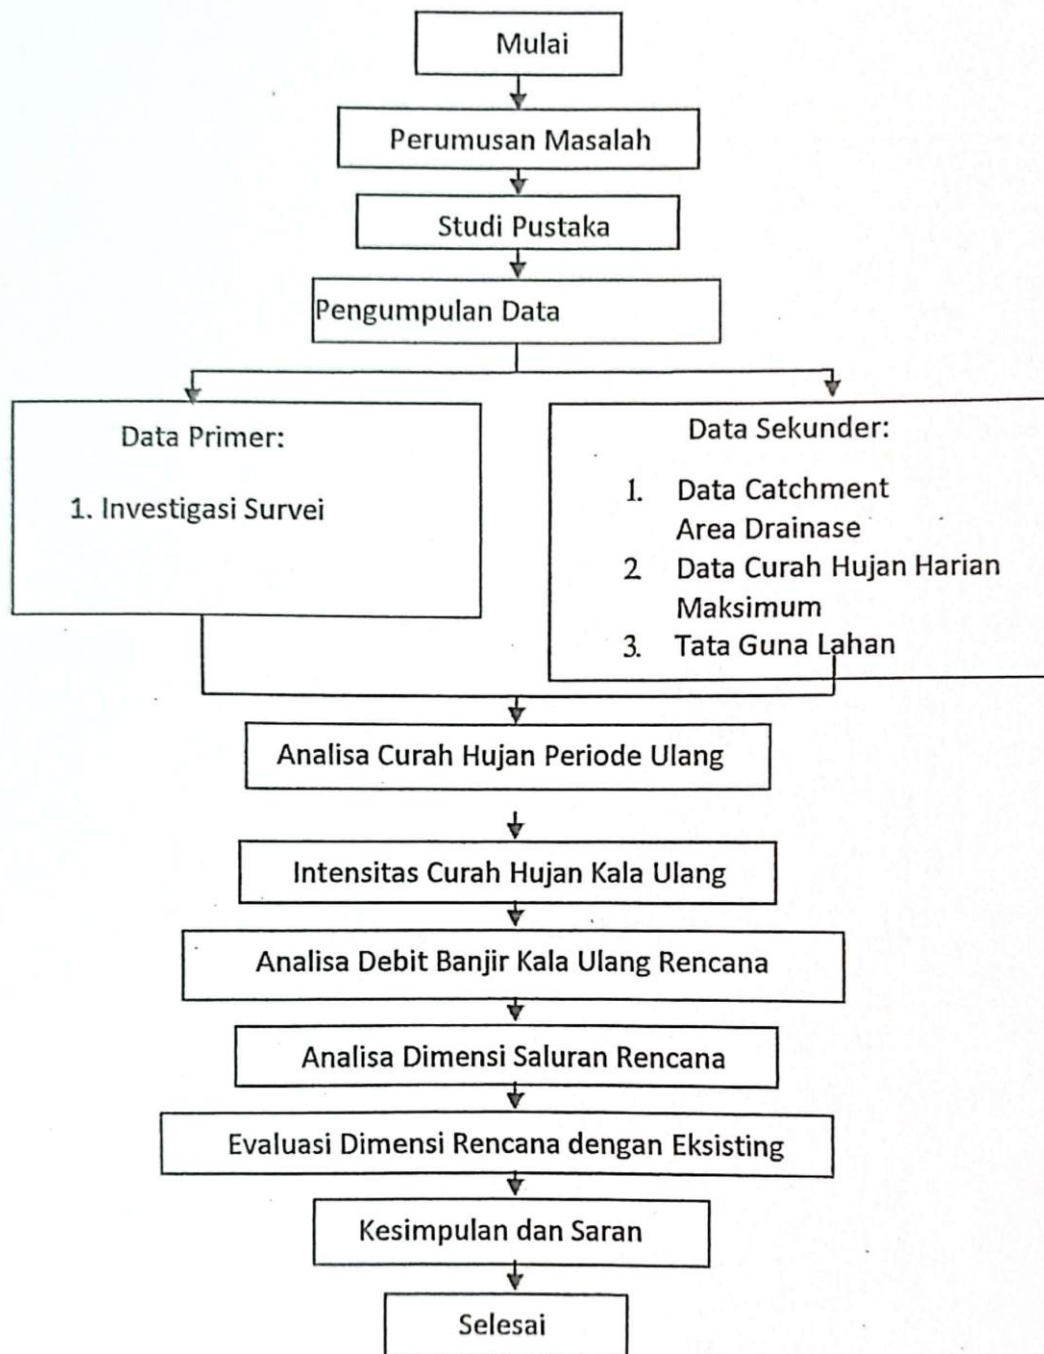 Mulai
Perumusan Masalah
Studi Pustaka
Pengumpulan Data
Data Primer:
1. Investigasi Survei
Data Sekunder:
1. Data Catchment
Area Drainase
2 Data Curah Hujan Harian
Maksimum
3. Tata Guna Lahan
Analisa Curah Hujan Periode Ulang
Intensitas Curah Hujan Kala Ulang
Analisa Debit Banjir Kala Ulang Rencana
Analisa Dimensi Saluran Rencana
Evaluasi Dimensi Rencana dengan Eksisting
Kesimpulan dan Saran
Selesai